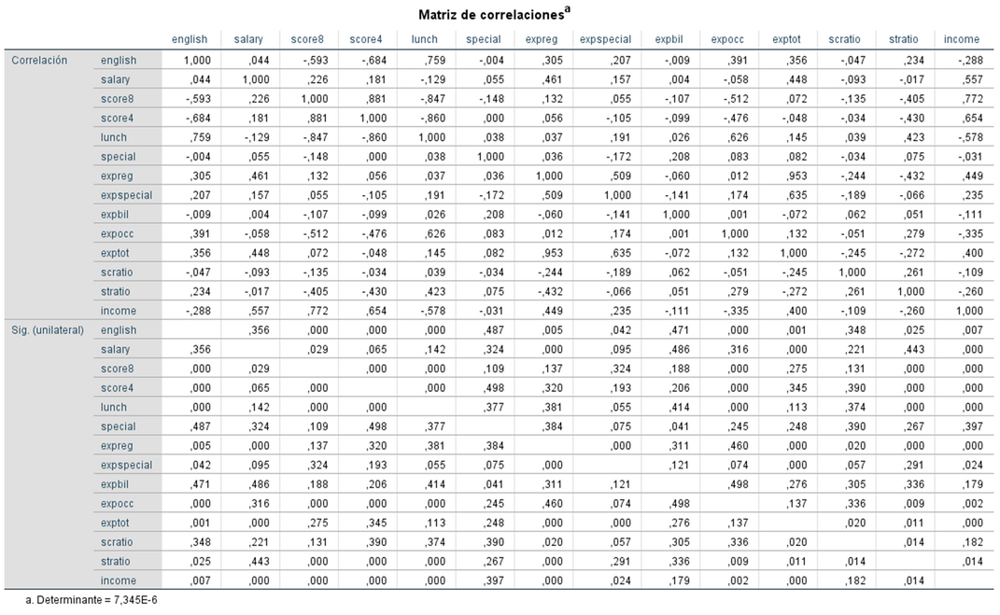 Matriz de correlacionesa
english salary score8 score4 lunch special expreg expspecial expbil expocc exptot scratio stratio income
Correlación english 1,000 ,044 -,593 -,684 ,759 -,004 ,305 ,207 -,009 ,391 ,356 -,047 ,234 -,288
salary ,044 1,000 ,226 ,181 -,129 ,055 ,461 ,157 ,004 -,058 ,448 -,093 -,017 ,557
score8 -,593 ,226 1,000 ,881 -,847 -,148 ,132 ,055 -,107 -,512 ,072 -,135 -,405 ,772
score4 -,684 ,181 ,881 1,000 -,860 ,000 ,056 -,105 -,099 -,476 -,048 -,034 -,430 ,654
lunch ,759 -,129 -,847 -,860 1,000 ,038 ,037 ,191 ,026 ,626 ,145 ,039 ,423 -,578
special -,004 ,055 -,148 ,000 ,038 1,000 ,036 -,172 ,208 ,083 ,082 -,034 ,075 -,031
expreg ,305 ,461 ,132 ,056 ,037 ,036 1,000 ,509 -,060 ,012 ,953 -,244 -,432 ,449
expspecial ,207 ,157 ,055 -,105 ,191 -,172 ,509 1,000 -,141 ,174 ,635 -,189 -,066 ,235
expbil -,009 ,004 -,107 -,099 ,026 ,208 -,060 -,141 1,000 ,001 -,072 ,062 ,051 -,111
expocc ,391 -,058 -,512 -,476 ,626 ,083 ,012 ,174 ,001 1,000 ,132 -,051 ,279 -,335
exptot ,356 ,448 ,072 -,048 ,145 ,082 ,953 ,635 -,072 ,132 1,000 -,245 -,272 ,400
scratio -,047 -,093 -,135 -,034 ,039 -,034 -,244 -,189 ,062 -,051 -,245 1,000 ,261 -,109
stratio ,234 -,017 -,405 -,430 ,423 ,075 -,432 -,066 ,051 ,279 -,272 ,261 1,000 -,260
income -,288 ,557 ,772 ,654 -,578 -,031 ,449 ,235 -,111 -,335 ,400 -,109 -,260 1,000
Sig. (unilateral) english ,356 ,000 ,000 ,000 ,487 ,005 ,042 ,471 ,000 ,001 ,348 ,025 ,007
salary ,356 ,029 ,065 ,142 ,324 ,000 ,095 ,486 ,316 ,000 ,221 ,443 ,000
score8 ,000 ,029 ,000 ,000 ,109 ,137 ,324 ,188 ,000 ,275 ,131 ,000 ,000
score4 ,000 ,065 ,000 ,000 ,498 ,320 ,193 ,206 ,000 ,345 ,390 ,000 ,000
lunch ,000 ,142 ,000 ,000 ,377 ,381 ,055 ,414 ,000 ,113 ,374 ,000 ,000
special ,487 ,324 ,109 ,498 ,377 ,384 ,075 ,041 ,245 ,248 ,390 ,267 ,397
expreg ,005 ,000 ,137 ,320 ,381 ,384 ,000 ,311 ,460 ,000 ,020 ,000 ,000
expspecial ,042 ,095 ,324 ,193 ,055 ,075 ,000 ,121 ,074 ,000 ,057 ,291 ,024
expbil ,471 ,486 ,188 ,206 ,414 ,041 ,311 ,121 ,498 ,276 ,305 ,336 ,179
expocc ,000 ,316 ,000 ,000 ,000 ,245 ,460 ,074 ,498 ,137 ,336 ,009 ,002
exptot ,001 ,000 ,275 ,345 ,113 ,248 ,000 ,000 ,276 ,137 ,020 ,011 ,000
scratio ,348 ,221 ,131 ,390 ,374 ,390 ,020 ,057 ,305 ,336 ,020 ,014 ,182
stratio ,025 ,443 ,000 ,000 ,000 ,267 ,000 ,291 ,336 ,009 ,011 ,014 ,014
income ,007 ,000 ,000 ,000 ,000 ,397 ,000 ,024 ,179 ,002 ,000 ,182 ,014
a. Determinante = 7,345E-6